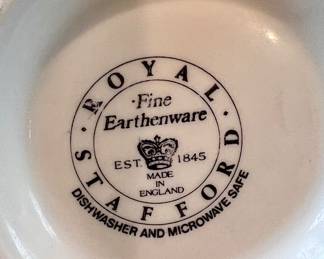 ROYAL
·Fine
Earthenware
EST. 1845
MADE
IN
ENGLAND
STAFFORD
DISHWASHER AND MICROWAVE SAFE